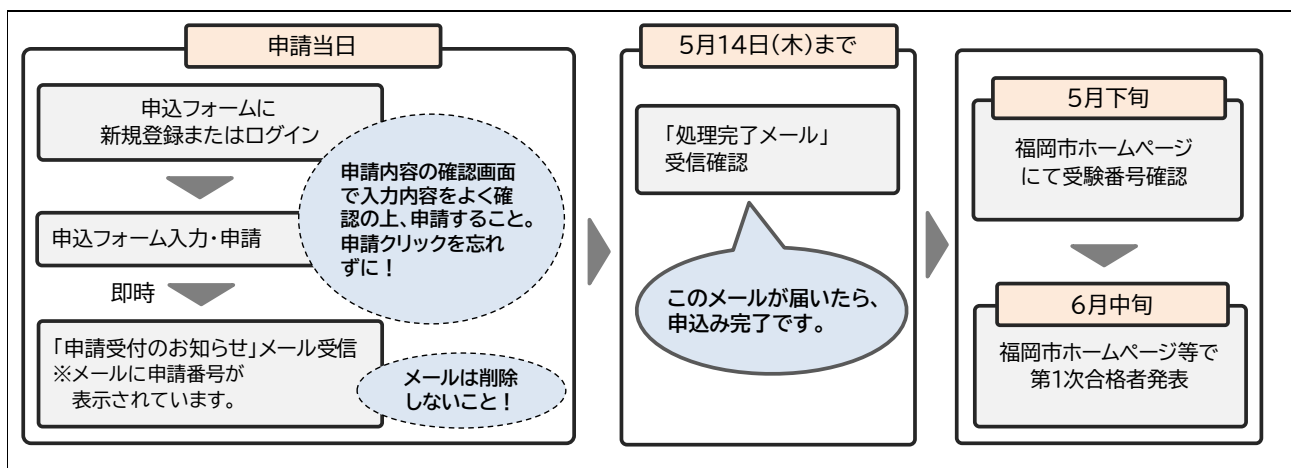 申請当日
申込フォームに
新規登録またはログイン
申請内容の確認画面
で入力内容をよく確
認の上、申請すること。
申請クリックを忘れ
ずに！
申込フォーム入力・申請
即時
「申請受付のお知らせ」メール受信
※メールに申請番号が
表示されています。
メールは削除
しないこと！
5月14日(木)まで
「処理完了メール」
受信確認
このメールが届いたら、
申込み完了です。
5月下旬
福岡市ホームページ
にて受験番号確認
6月中旬
福岡市ホームページ等で
第1次合格者発表